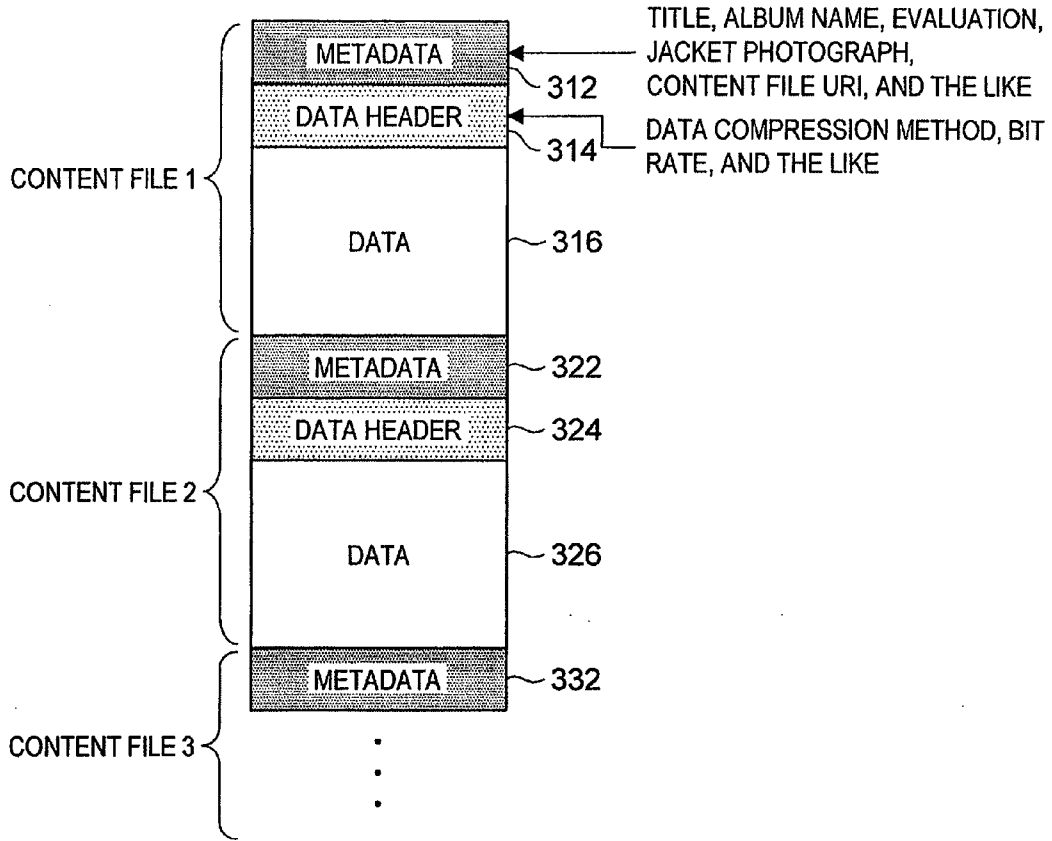 TITLE, ALBUM NAME, EVALUATION,
JACKET PHOTOGRAPH,
CONTENT FILE URI, AND THE LIKE
METADATA
312
DATA HEADER
314
DATA COMPRESSION METHOD, BIT
RATE, AND THE LIKE
CONTENT FILE 1
DATA
316
METADATA
322
DATA HEADER
324
CONTENT FILE 2
DATA
326
METADATA
332
CONTENT FILE 3